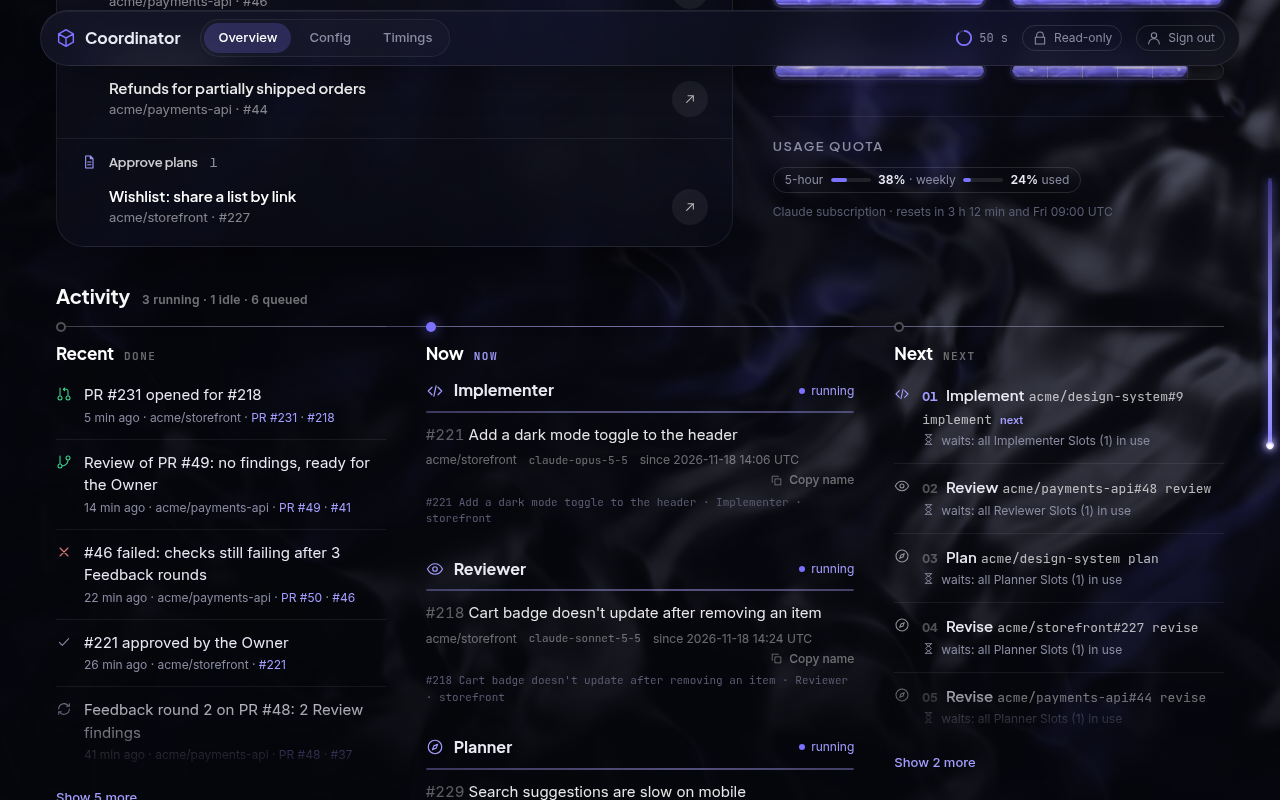 acme/payments-api · #46
Coordinator
Overview
Config
Timings
50 s
Read-only
Sign out
Refunds for partially shipped orders
acme/payments-api · #44
Approve plans 1
Wishlist: share a list by link
acme/storefront · #227
USAGE QUOTA
5-hour 38% · weekly 24% used
Claude subscription · resets in 3 h 12 min and Fri 09:00 UTC
Activity 3 running · 1 idle · 6 queued
Recent DONE
PR #231 opened for #218
5 min ago · acme/storefront · PR #231 · #218
Review of PR #49: no findings, ready for
the Owner
14 min ago · acme/payments-api · PR #49 · #41
#46 failed: checks still failing after 3
Feedback rounds
22 min ago · acme/payments-api · PR #50 · #46
#221 approved by the Owner
26 min ago · acme/storefront · #221
Feedback round 2 on PR #48: 2 Review
findings
41 min ago · acme/payments-api · PR #48 · #37
Show 5 more
Now NOW
Implementer running
#221 Add a dark mode toggle to the header
acme/storefront claude-opus-5-5 since 2026-11-18 14:06 UTC
Copy name
#221 Add a dark mode toggle to the header · Implementer ·
storefront
Reviewer running
#218 Cart badge doesn't update after removing an item
acme/storefront claude-sonnet-5-5 since 2026-11-18 14:24 UTC
Copy name
#218 Cart badge doesn't update after removing an item · Reviewer
· storefront
Planner running
#229 Search suggestions are slow on mobile
Next NEXT
01 Implement acme/design-system#9
implement next
waits: all Implementer Slots (1) in use
02 Review acme/payments-api#48 review
waits: all Reviewer Slots (1) in use
03 Plan acme/design-system plan
waits: all Planner Slots (1) in use
04 Revise acme/storefront#227 revise
waits: all Planner Slots (1) in use
05 Revise acme/payments-api#44 revise
waits: all Planner Slots (1) in use
Show 2 more